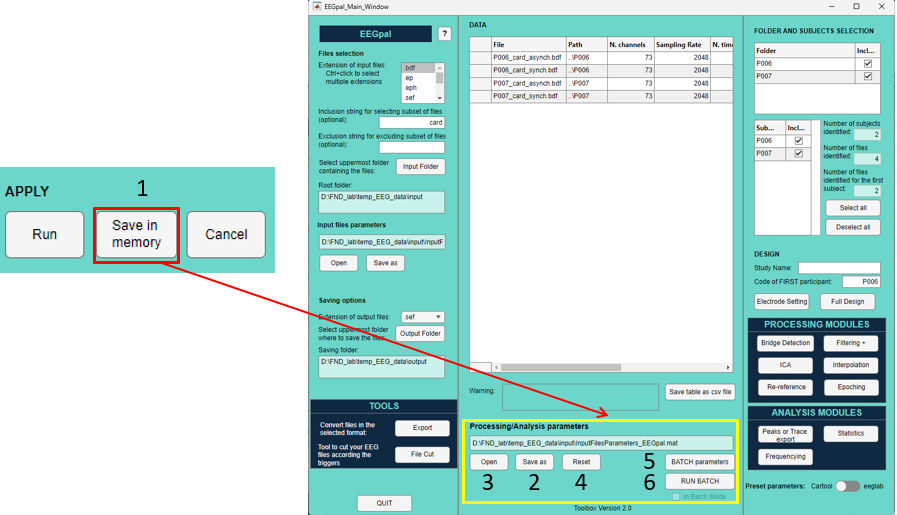 APPLY
1
Run
Save in
memory
Cancel
EEGpal_Main_Window
EEGpal
?
Files selection
Extension of input files:
Ctrl+click to select
multiple extensions
.bdf
.ep
.eph
.sef
Inclusion string for selecting subset of files
(optional):
card
Exclusion string for excluding subset of files
(optional):
Select uppermost folder
containing the files:
Input Folder
Root folder:
D:\FND_lab\temp_EEG_data\input
Input files parameters
D:\FND_lab\temp_EEG_data\input\InputF
Open
Save as
Saving options
Extension of output files:
.sef
Select uppermost folder
where to save the files:
Output Folder
Saving folder:
D:\FND_lab\temp_EEG_data\output
TOOLS
Convert files in the
selected format:
Export
Tool to cut your EEG
files according the
triggers
File Cut
QUIT
DATA
File Path N. channels Sampling Rate N. time
P006_card_asynch.bdf ..\P006 73 2048
P006_card_synch.bdf ..\P006 73 2048
P007_card_asynch.bdf ..\P007 73 2048
P007_card_synch.bdf ..\P007 73 2048
Warning:
Save table as csv file
Processing/Analysis parameters
D:\FND_lab\temp_EEG_data\input\InputFilesParameters_EEGpal.mat
Open
Save as
Reset
5
BATCH parameters
3
2
4
6
RUN BATCH
In Batch Mode
Toolbox Version 2.0
FOLDER AND SUBJECTS SELECTION
Folder Incl...
P006
P007
Sub... Incl...
P006
P007
Number of subjects
identified:
2
Number of files
identified:
4
Number of files
identified for the first
subject:
2
Select all
Deselect all
DESIGN
Study Name:
Code of FIRST participant:
P006
Electrode Setting
Full Design
PROCESSING MODULES
Bridge Detection
Filtering +
ICA
Interpolation
Re-reference
Epoching
ANALYSIS MODULES
Peaks or Trace
export
Statistics
Frequencying
Preset parameters: Cartool eeglab